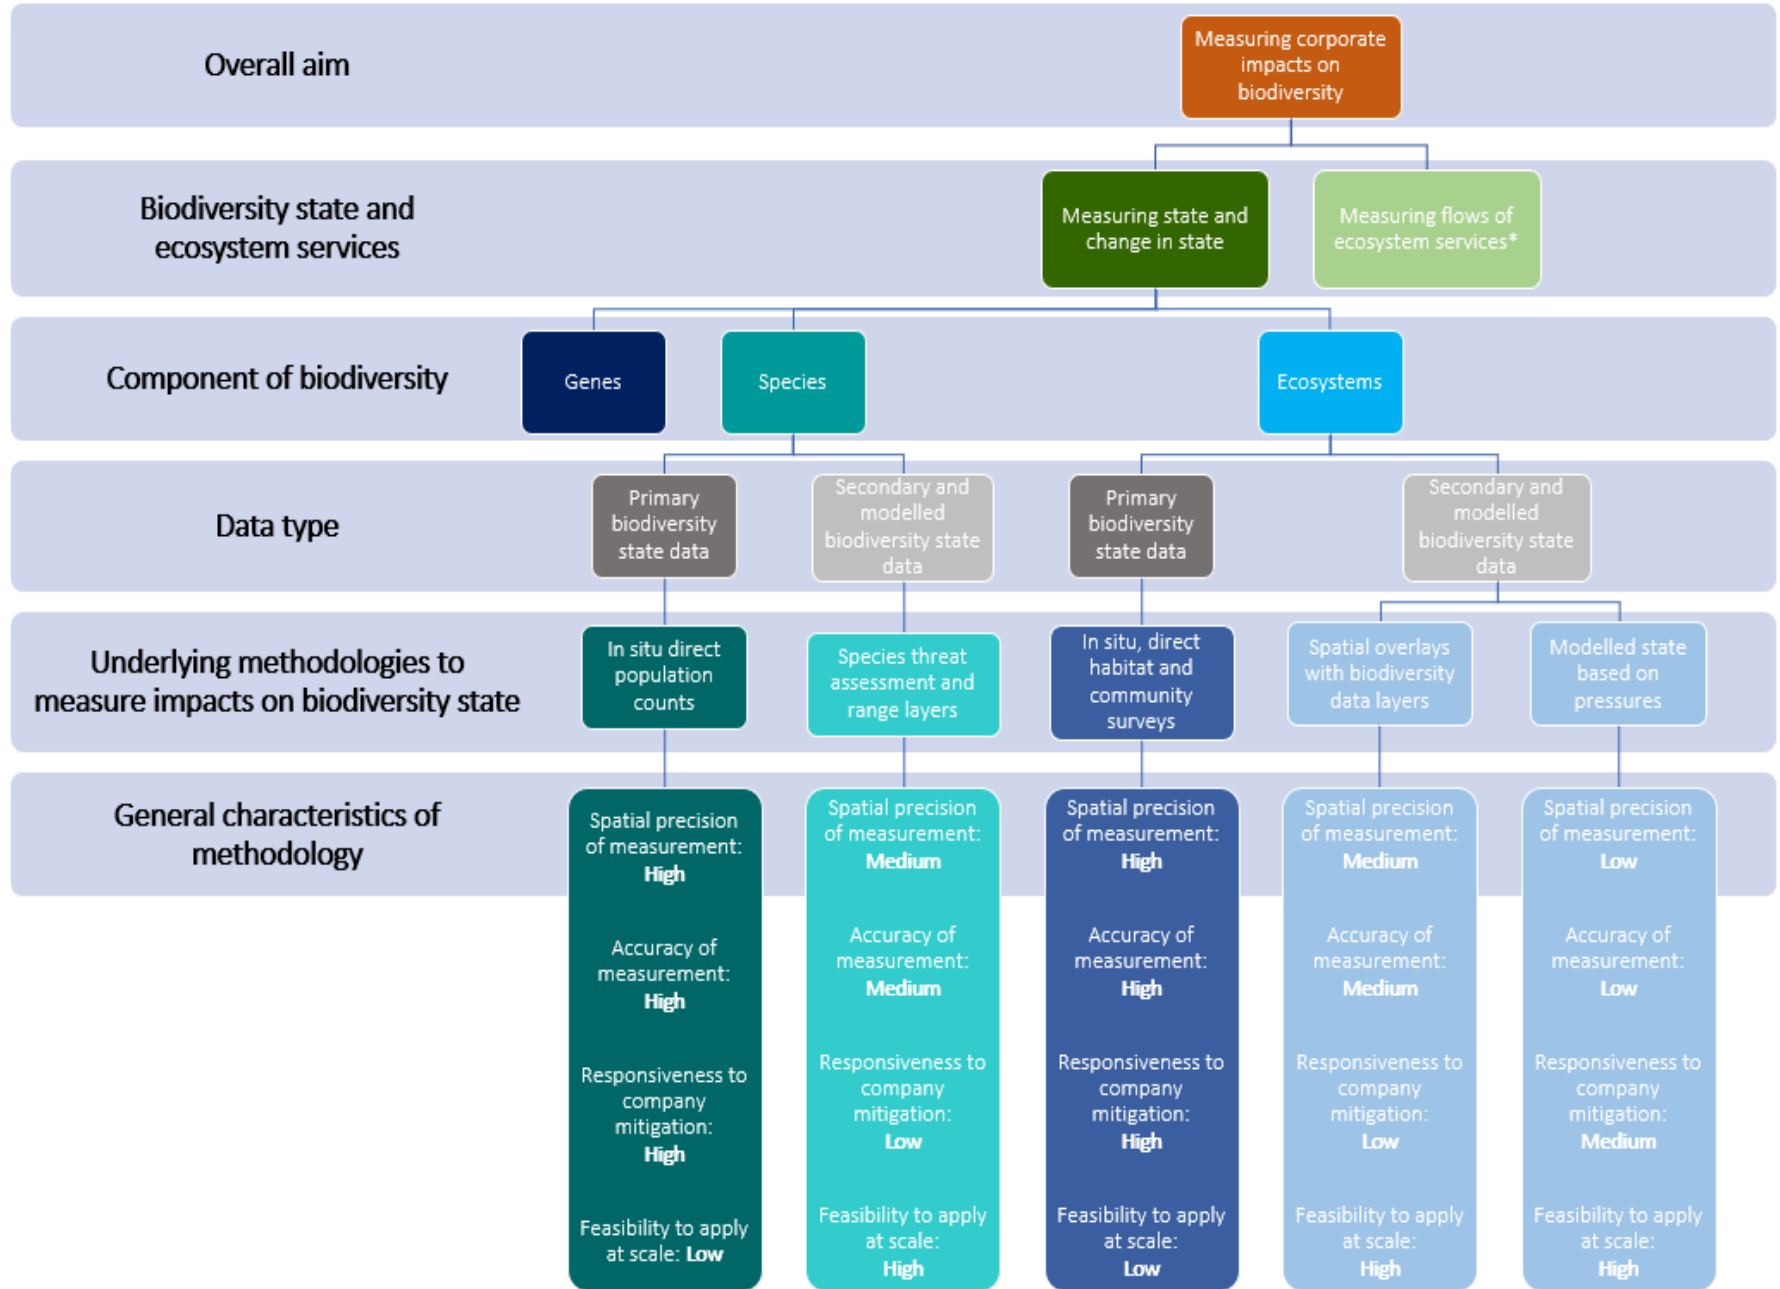 Overall aim
Measuring corporate
impacts on
biodiversity
Biodiversity state and
ecosystem services
Measuring state and
change in state
Measuring flows of
ecosystem services*
Component of biodiversity
Genes
Species
Ecosystems
Data type
Primary
biodiversity
state data
Secondary and
modelled
biodiversity state
data
Primary
biodiversity
state data
Secondary and
modelled
biodiversity state
data
Underlying methodologies to
measure impacts on biodiversity state
In situ direct
population
counts
Species threat
assessment and
range layers
In situ, direct
habitat and
community
surveys
Spatial overlays
with biodiversity
data layers
Modelled state
based on
pressures
General characteristics of
methodology
Spatial precision
of measurement:
High
Accuracy of
measurement:
High
Responsiveness to
company
mitigation:
High
Feasibility to apply
at scale: Low
Spatial precision
of measurement:
Medium
Accuracy of
measurement:
Medium
Responsiveness to
company
mitigation:
Low
Feasibility to apply
at scale:
High
Spatial precision
of measurement:
High
Accuracy of
measurement:
High
Responsiveness to
company
mitigation:
High
Feasibility to apply
at scale:
Low
Spatial precision
of measurement:
Medium
Accuracy of
measurement:
Medium
Responsiveness to
company
mitigation:
Low
Feasibility to apply
at scale:
High
Spatial precision
of measurement:
Low
Accuracy of
measurement:
Low
Responsiveness to
company
mitigation:
Medium
Feasibility to apply
at scale:
High